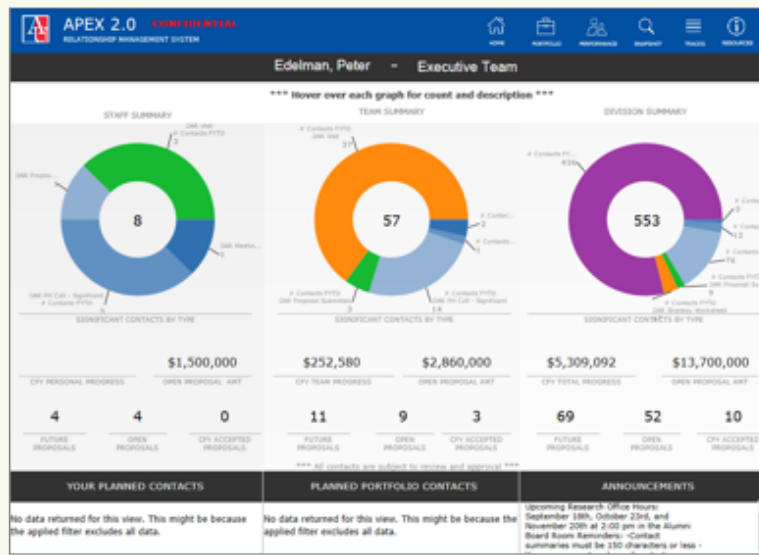 APEX 2.0 CONFIDENTIAL
RELATIONSHIP MANAGEMENT SYSTEM
HOME PORTFOLIO PERFORMANCE SNAPSHOT TRACES RESOURCES
Edelman, Peter - Executive Team
*** Hover over each graph for count and description ***
STAFF SUMMARY
TEAM SUMMARY
DIVISION SUMMARY
8
57
553
SIGNIFICANT CONTACTS BY TYPE
SIGNIFICANT CONTACTS BY TYPE
SIGNIFICANT CONTACTS BY TYPE
$1,500,000
$252,580
$2,860,000
$5,309,092
$13,700,000
CFY PERSONAL PROGRESS
OPEN PROPOSAL AMT
CFY TEAM PROGRESS
OPEN PROPOSAL AMT
CFY TOTAL PROGRESS
OPEN PROPOSAL AMT
4 4 0
11 9 3
69 52 10
FUTURE PROPOSALS
OPEN PROPOSALS
CFY ACCEPTED PROPOSALS
FUTURE PROPOSALS
OPEN PROPOSALS
CFY ACCEPTED PROPOSALS
FUTURE PROPOSALS
OPEN PROPOSALS
CFY ACCEPTED PROPOSALS
*** All contacts are subject to review and approval ***
YOUR PLANNED CONTACTS
PLANNED PORTFOLIO CONTACTS
ANNOUNCEMENTS
No data returned for this view. This might be because
the applied filter excludes all data.
No data returned for this view. This might be because
the applied filter excludes all data.
Upcoming Research Office Hours:
September 18th, October 23rd, and
November 20th at 2:00 pm in the Alumni
Board Room Reminders: -Contact
summaries must be 150 characters or less -